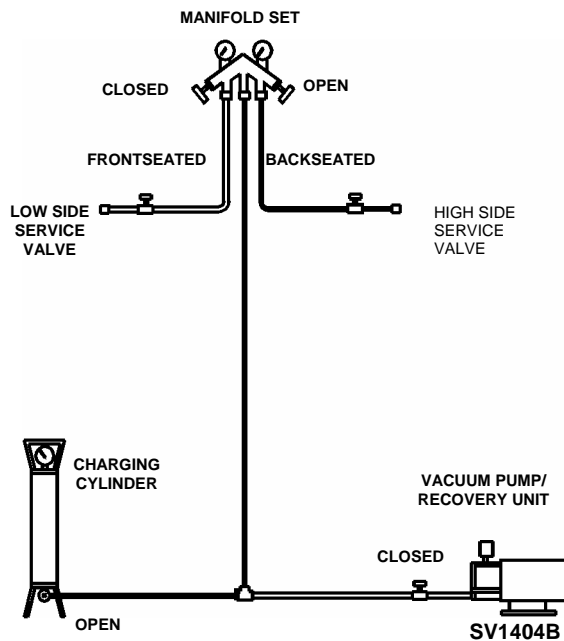 MANIFOLD SET
CLOSED
OPEN
FRONTSEATED
BACKSEATED
LOW SIDE
SERVICE
VALVE
HIGH SIDE
SERVICE
VALVE
CHARGING
CYLINDER
VACUUM PUMP/
RECOVERY UNIT
CLOSED
OPEN
SV1404B